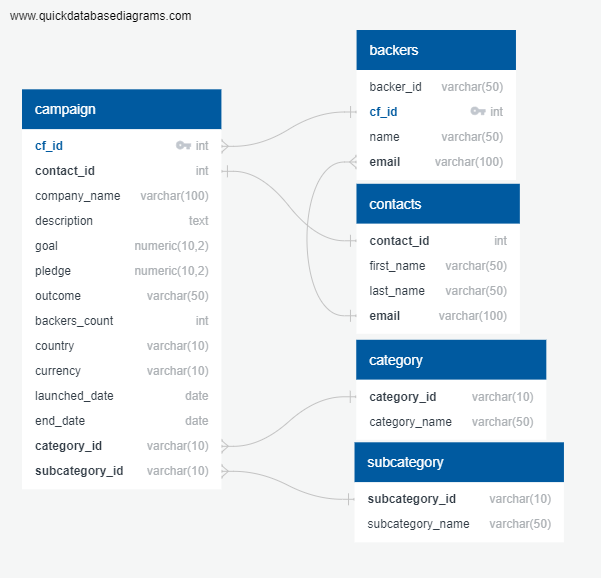 www.quickdatabasediagrams.com
campaign
cf_id int
contact_id int
company_name varchar(100)
description text
goal numeric(10,2)
pledge numeric(10,2)
outcome varchar(50)
backers_count int
country varchar(10)
currency varchar(10)
launched_date date
end_date date
category_id varchar(10)
subcategory_id varchar(10)
backers
backer_id varchar(50)
cf_id int
name varchar(50)
email varchar(100)
contacts
contact_id int
first_name varchar(50)
last_name varchar(50)
email varchar(100)
category
category_id varchar(10)
category_name varchar(50)
subcategory
subcategory_id varchar(10)
subcategory_name varchar(50)